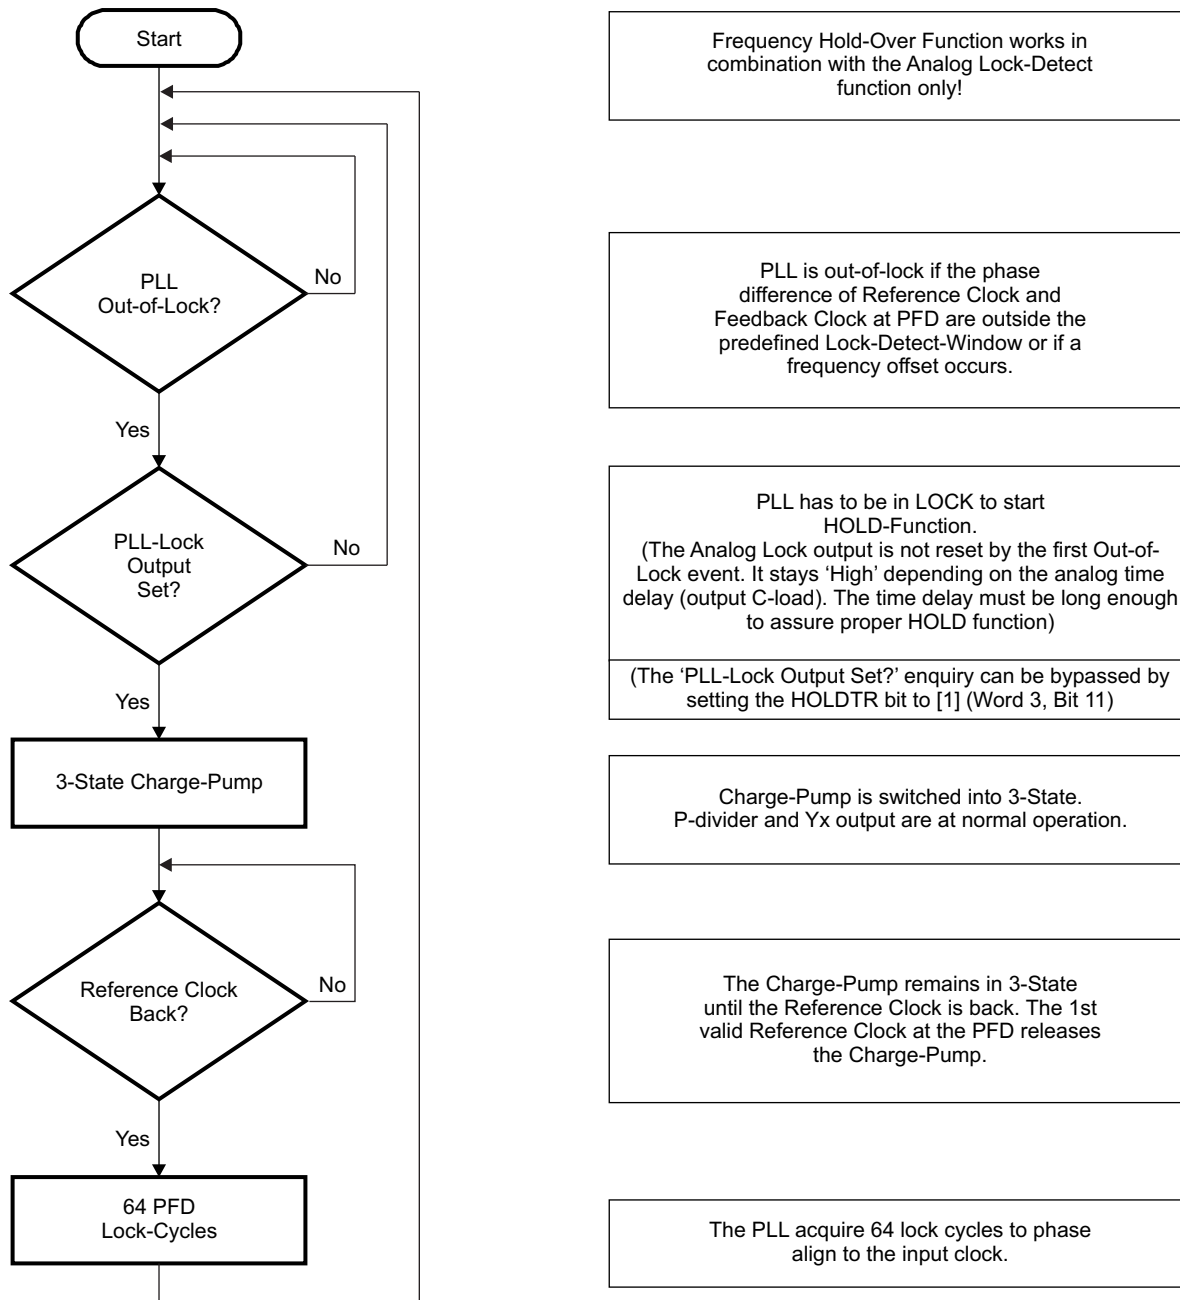 Start
Frequency Hold-Over Function works in
combination with the Analog Lock-Detect
function only!
PLL
Out-of-Lock?
No
Yes
PLL is out-of-lock if the phase
difference of Reference Clock and
Feedback Clock at PFD are outside the
predefined Lock-Detect-Window or if a
frequency offset occurs.
PLL-Lock
Output
Set?
No
Yes
PLL has to be in LOCK to start
HOLD-Function.
(The Analog Lock output is not reset by the first Out-of-
Lock event. It stays ‘High’ depending on the analog time
delay (output C-load). The time delay must be long enough
to assure proper HOLD function)
(The ‘PLL-Lock Output Set?’ enquiry can be bypassed by
setting the HOLDTR bit to [1] (Word 3, Bit 11)
3-State Charge-Pump
Charge-Pump is switched into 3-State.
P-divider and Yx output are at normal operation.
Reference Clock
Back?
No
Yes
The Charge-Pump remains in 3-State
until the Reference Clock is back. The 1st
valid Reference Clock at the PFD releases
the Charge-Pump.
64 PFD
Lock-Cycles
The PLL acquire 64 lock cycles to phase
align to the input clock.